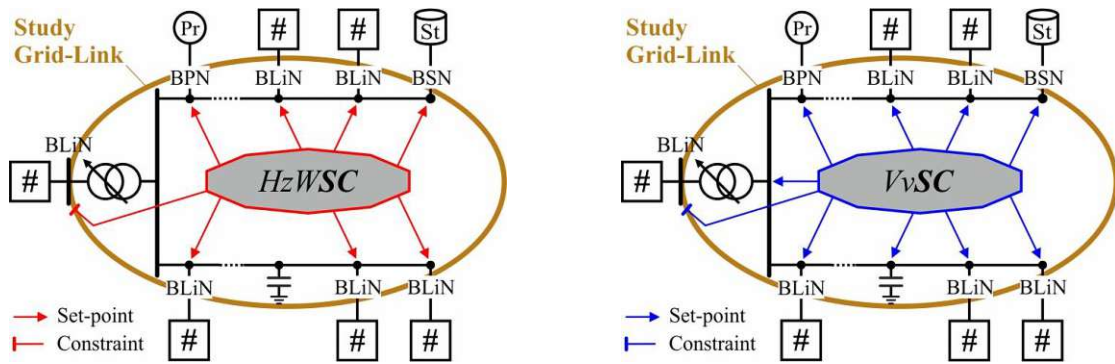 Study
Grid-Link
Pr
#
#
St
BPN
BLiN
BLiN
BSN
BLiN
#
HzWSC
BLiN
BLiN
BLiN
Set-point
Constraint
#
#
#
Study
Grid-Link
Pr
#
#
St
BPN
BLiN
BLiN
BSN
BLiN
#
VvSC
BLiN
BLiN
BLiN
Set-point
Constraint
#
#
#